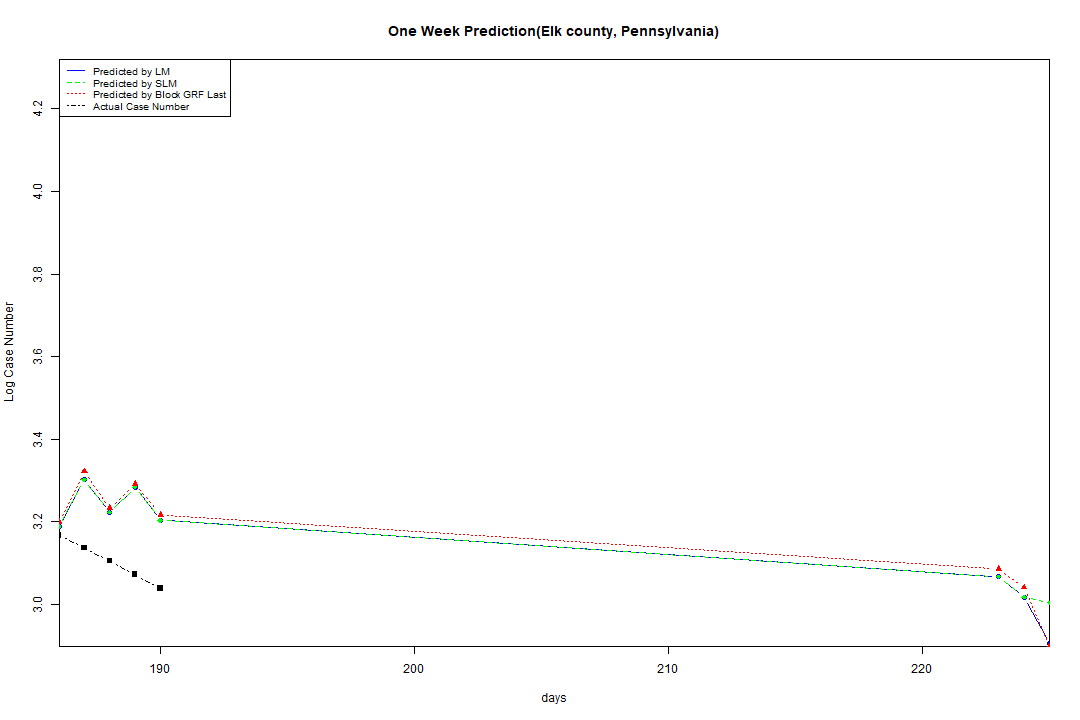 One Week Prediction(Elk county, Pennsylvania)
Predicted by LM
Predicted by SLM
Predicted by Block GRF Last
Actual Case Number
4.2
4.0
3.8
3.6
3.4
3.2
3.0
Log Case Number
190
200
210
220
days